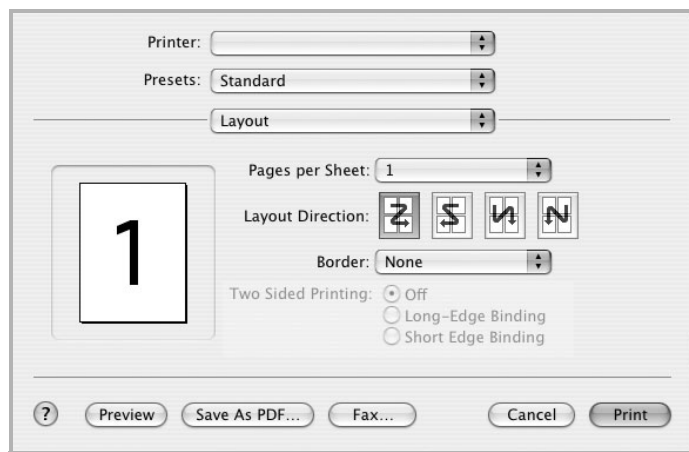 Printer:
Presets: Standard
Layout
Pages per Sheet: 1
Layout Direction:
Border: None
Two Sided Printing: Off
Long-Edge Binding
Short Edge Binding
1
? Preview Save As PDF... Fax... Cancel Print